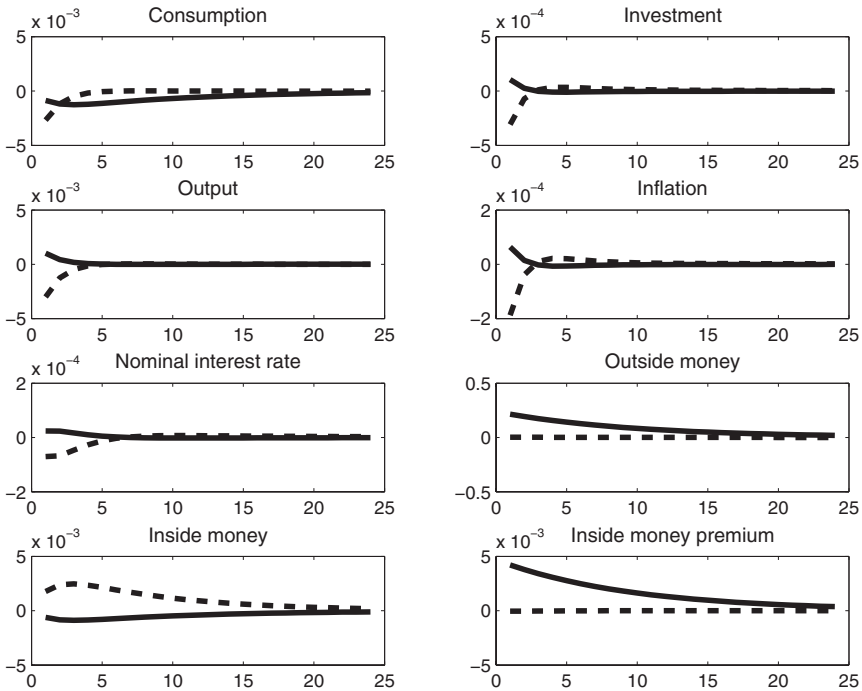 x 10⁻³ Consumption
5
0
−5
0 5 10 15 20 25
x 10⁻⁴ Investment
5
0
−5
0 5 10 15 20 25
x 10⁻³ Output
5
0
−5
0 5 10 15 20 25
x 10⁻⁴ Inflation
2
0
−2
0 5 10 15 20 25
x 10⁻⁴ Nominal interest rate
2
0
−2
0 5 10 15 20 25
Outside money
0.5
0
−0.5
0 5 10 15 20 25
x 10⁻³ Inside money
5
0
−5
0 5 10 15 20 25
x 10⁻³ Inside money premium
5
0
−5
0 5 10 15 20 25